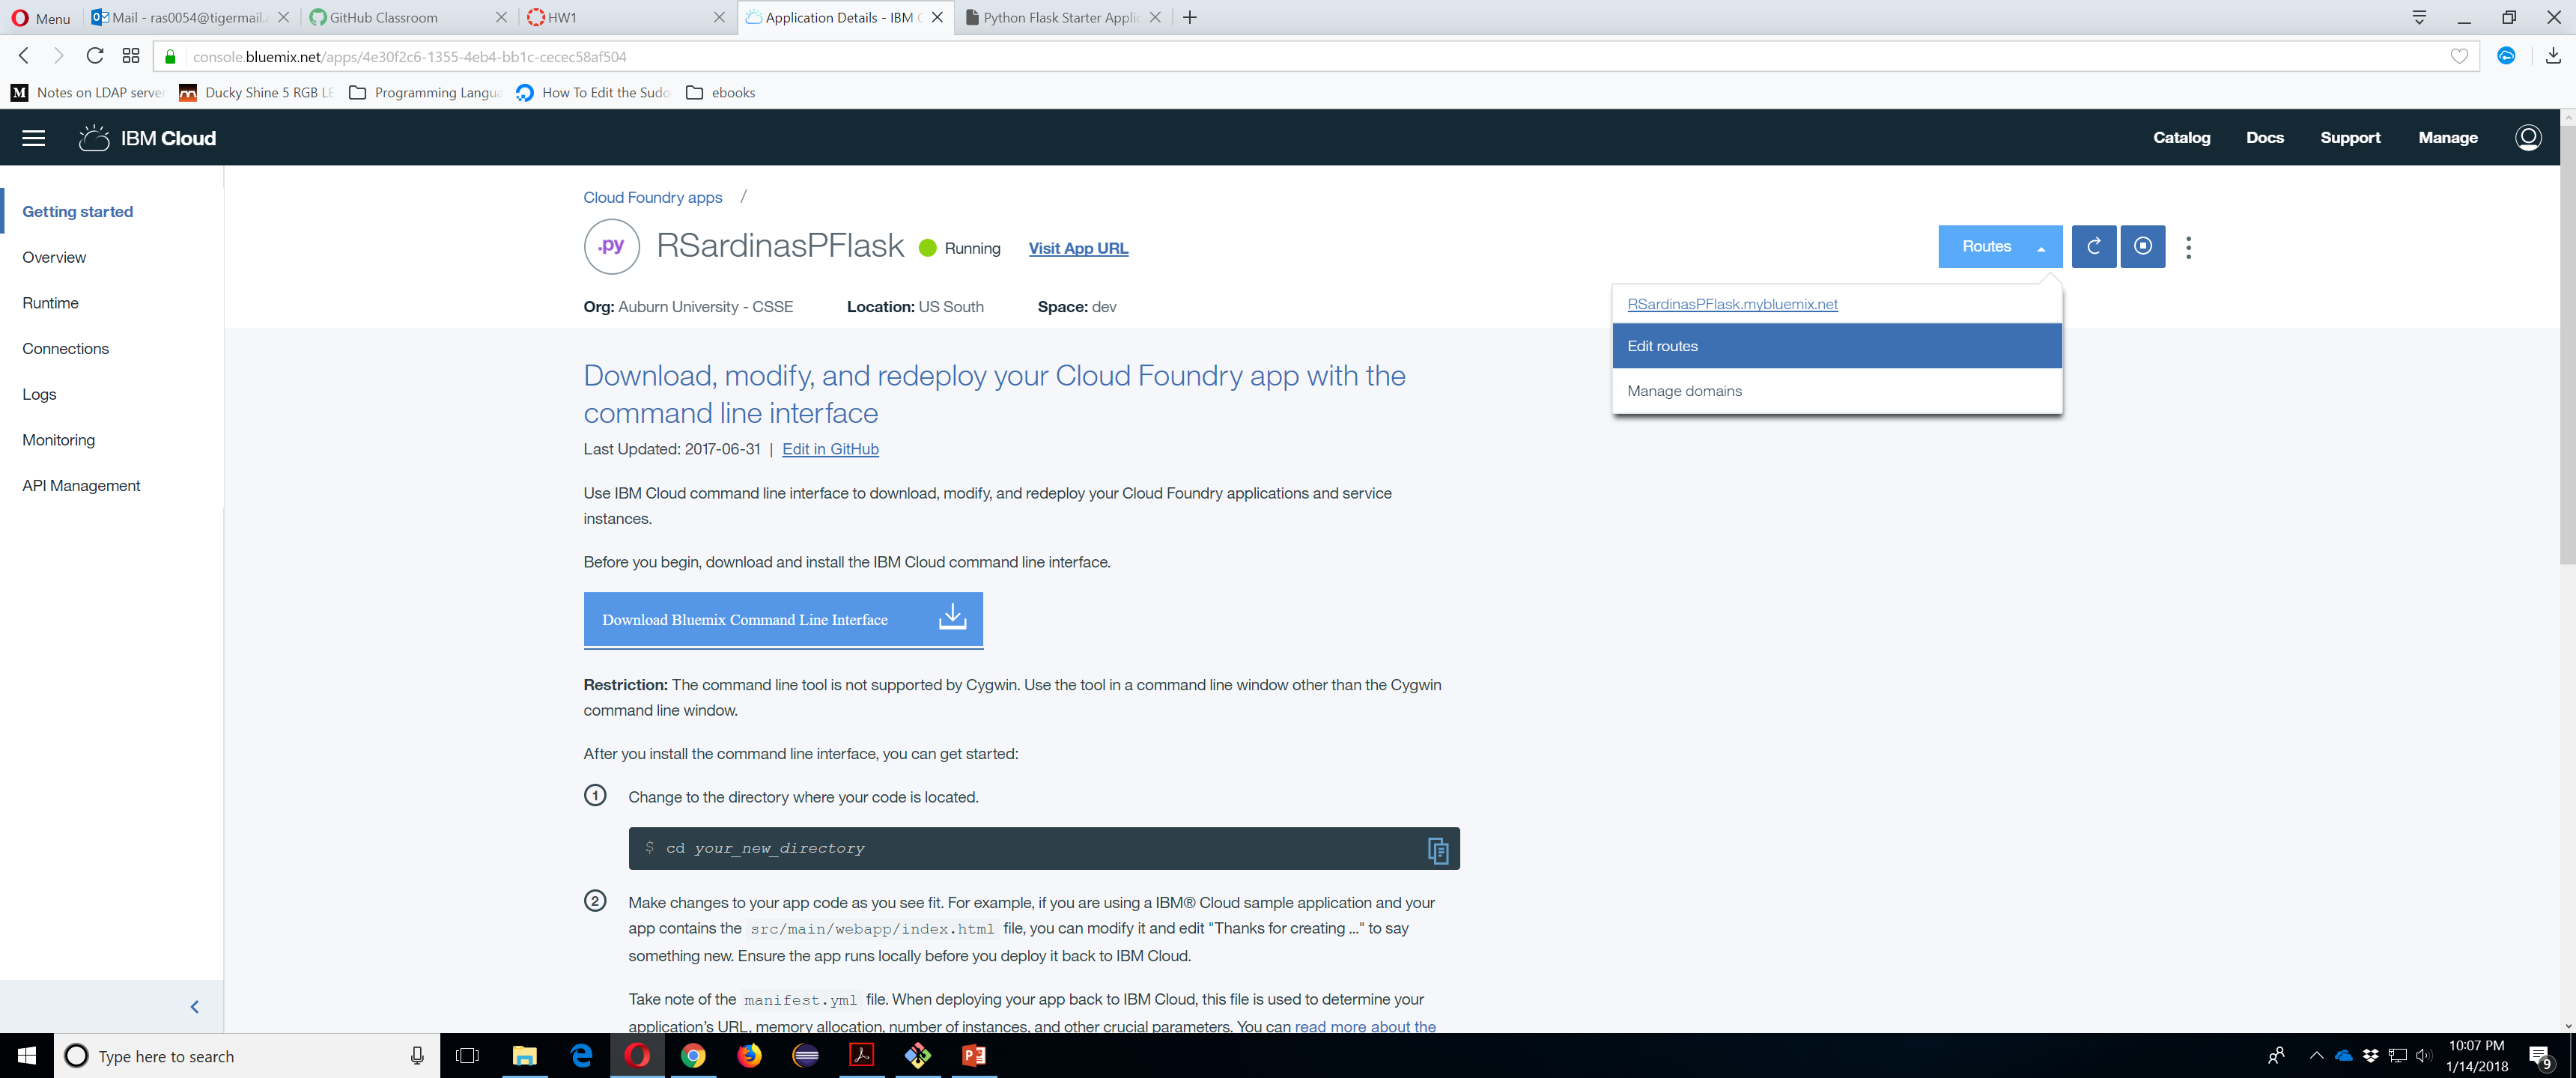 Menu
Mail - ras0054@tigermail.
GitHub Classroom
HW1
Application Details - IBM C
Python Flask Starter Applic
console.bluemix.net/apps/4e30f2c6-1355-4eb4-bb1c-cecec58af504
M Notes on LDAP server
Ducky Shine 5 RGB LE
Programming Langua
How To Edit the Sudo
ebooks
IBM Cloud
Catalog
Docs
Support
Manage
Getting started
Overview
Runtime
Connections
Logs
Monitoring
API Management
Cloud Foundry apps /
.py RSardinasPFlask Running Visit App URL
Routes
Org: Auburn University - CSSE Location: US South Space: dev
RSardinasPFlask.mybluemix.net
Edit routes
Manage domains
Download, modify, and redeploy your Cloud Foundry app with the
command line interface
Last Updated: 2017-06-31 | Edit in GitHub
Use IBM Cloud command line interface to download, modify, and redeploy your Cloud Foundry applications and service
instances.
Before you begin, download and install the IBM Cloud command line interface.
Download Bluemix Command Line Interface
Restriction: The command line tool is not supported by Cygwin. Use the tool in a command line window other than the Cygwin
command line window.
After you install the command line interface, you can get started:
1 Change to the directory where your code is located.
$ cd your_new_directory
2 Make changes to your app code as you see fit. For example, if you are using a IBM® Cloud sample application and your
app contains the src/main/webapp/index.html file, you can modify it and edit "Thanks for creating ..." to say
something new. Ensure the app runs locally before you deploy it back to IBM Cloud.
Take note of the manifest.yml file. When deploying your app back to IBM Cloud, this file is used to determine your
application's URL, memory allocation, number of instances, and other crucial parameters. You can read more about the
Type here to search
10:07 PM
1/14/2018
9